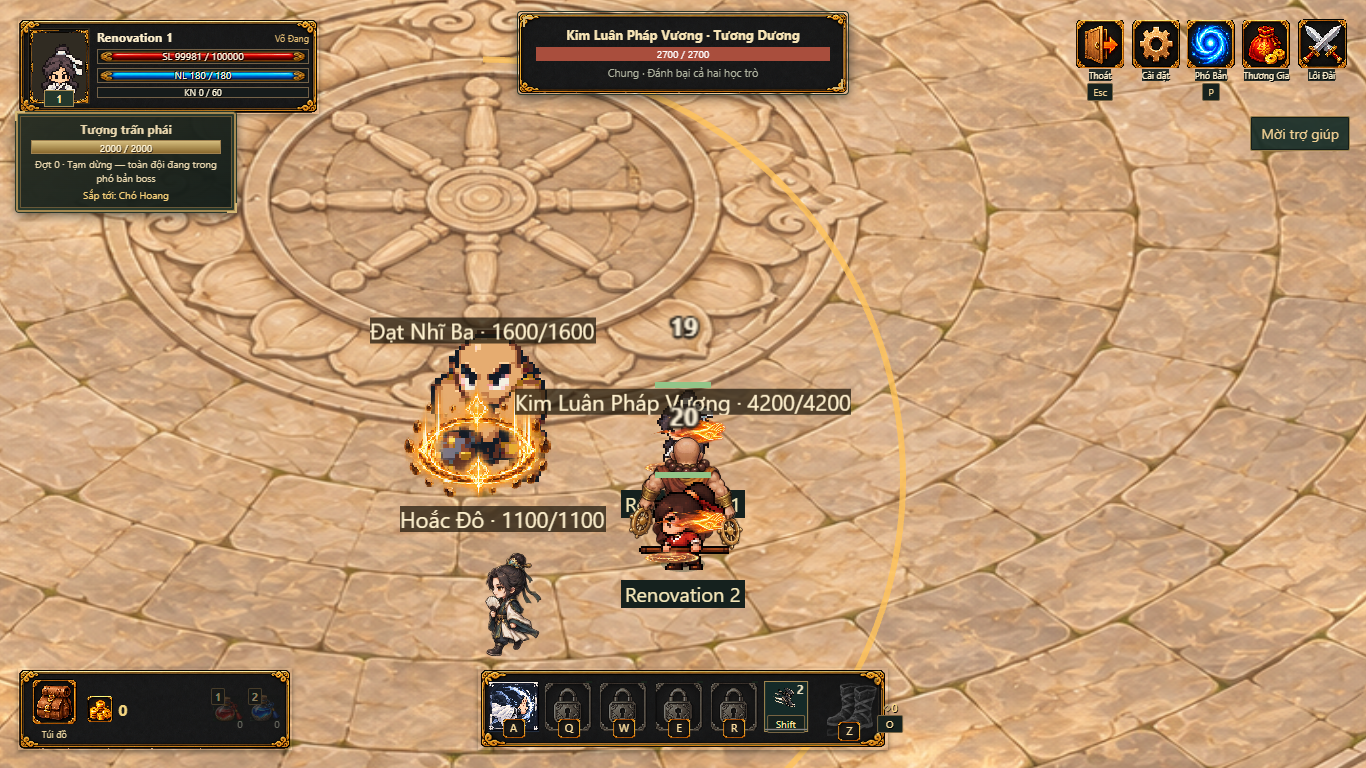 Renovation 1
Võ Đang
SL 99981 / 100000
NL 180 / 180
KN 0 / 60
1
Tượng trấn phái
2000 / 2000
Đợt 0 · Tạm dừng — toàn đội đang trong
phó bản boss
Sắp tới: Chó Hoang
Kim Luân Pháp Vương · Tương Dương
2700 / 2700
Chung · Đánh bại cả hai học trò
Thoát
Cài đặt
Phó Bản
Thương Gia
Lôi Đài
Esc
P
Mời trợ giúp
Đạt Nhĩ Ba · 1600/1600
19
Kim Luân Pháp Vương · 4200/4200
20
Hoắc Đô · 1100/1100
Renovation 2
Túi đồ
0
1
0
2
0
A
Q
W
E
R
2
Shift
Z
O